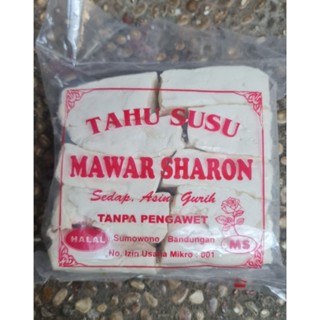 TAHU SUSU
MAWAR SHARON
Sedap, Asin, Gurih
TANPA PENGAWET
HALAL
Sumowono - Bandungan
MS
No. Izin Usaha Mikro : 001